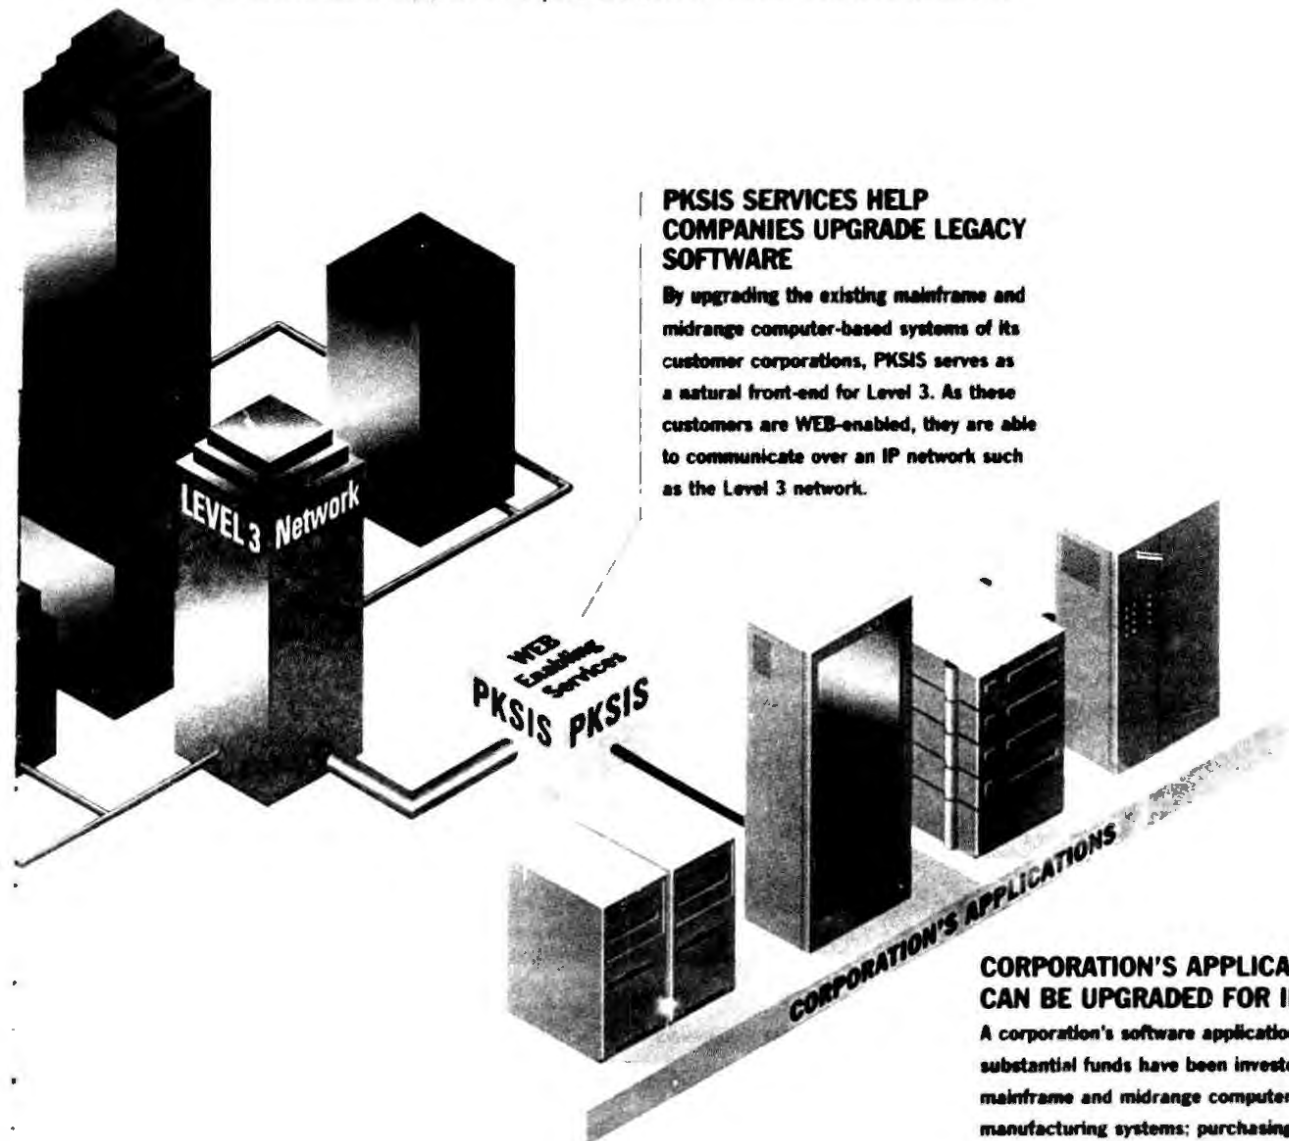 PKSIS SERVICES HELP
COMPANIES UPGRADE LEGACY
SOFTWARE
By upgrading the existing mainframe and
midrange computer-based systems of its
customer corporations, PKSIS serves as
a natural front-end for Level 3. As these
customers are WEB-enabled, they are able
to communicate over an IP network such
as the Level 3 network.
LEVEL 3 Network
WEB
Enabling
Services
PKSIS PKSIS
CORPORATION'S APPLICATIONS
CORPORATION'S APPLICA
CAN BE UPGRADED FOR
A corporation's software applicatio
substantial funds have been invest
mainframe and midrange computer
manufacturing systems; purchasing